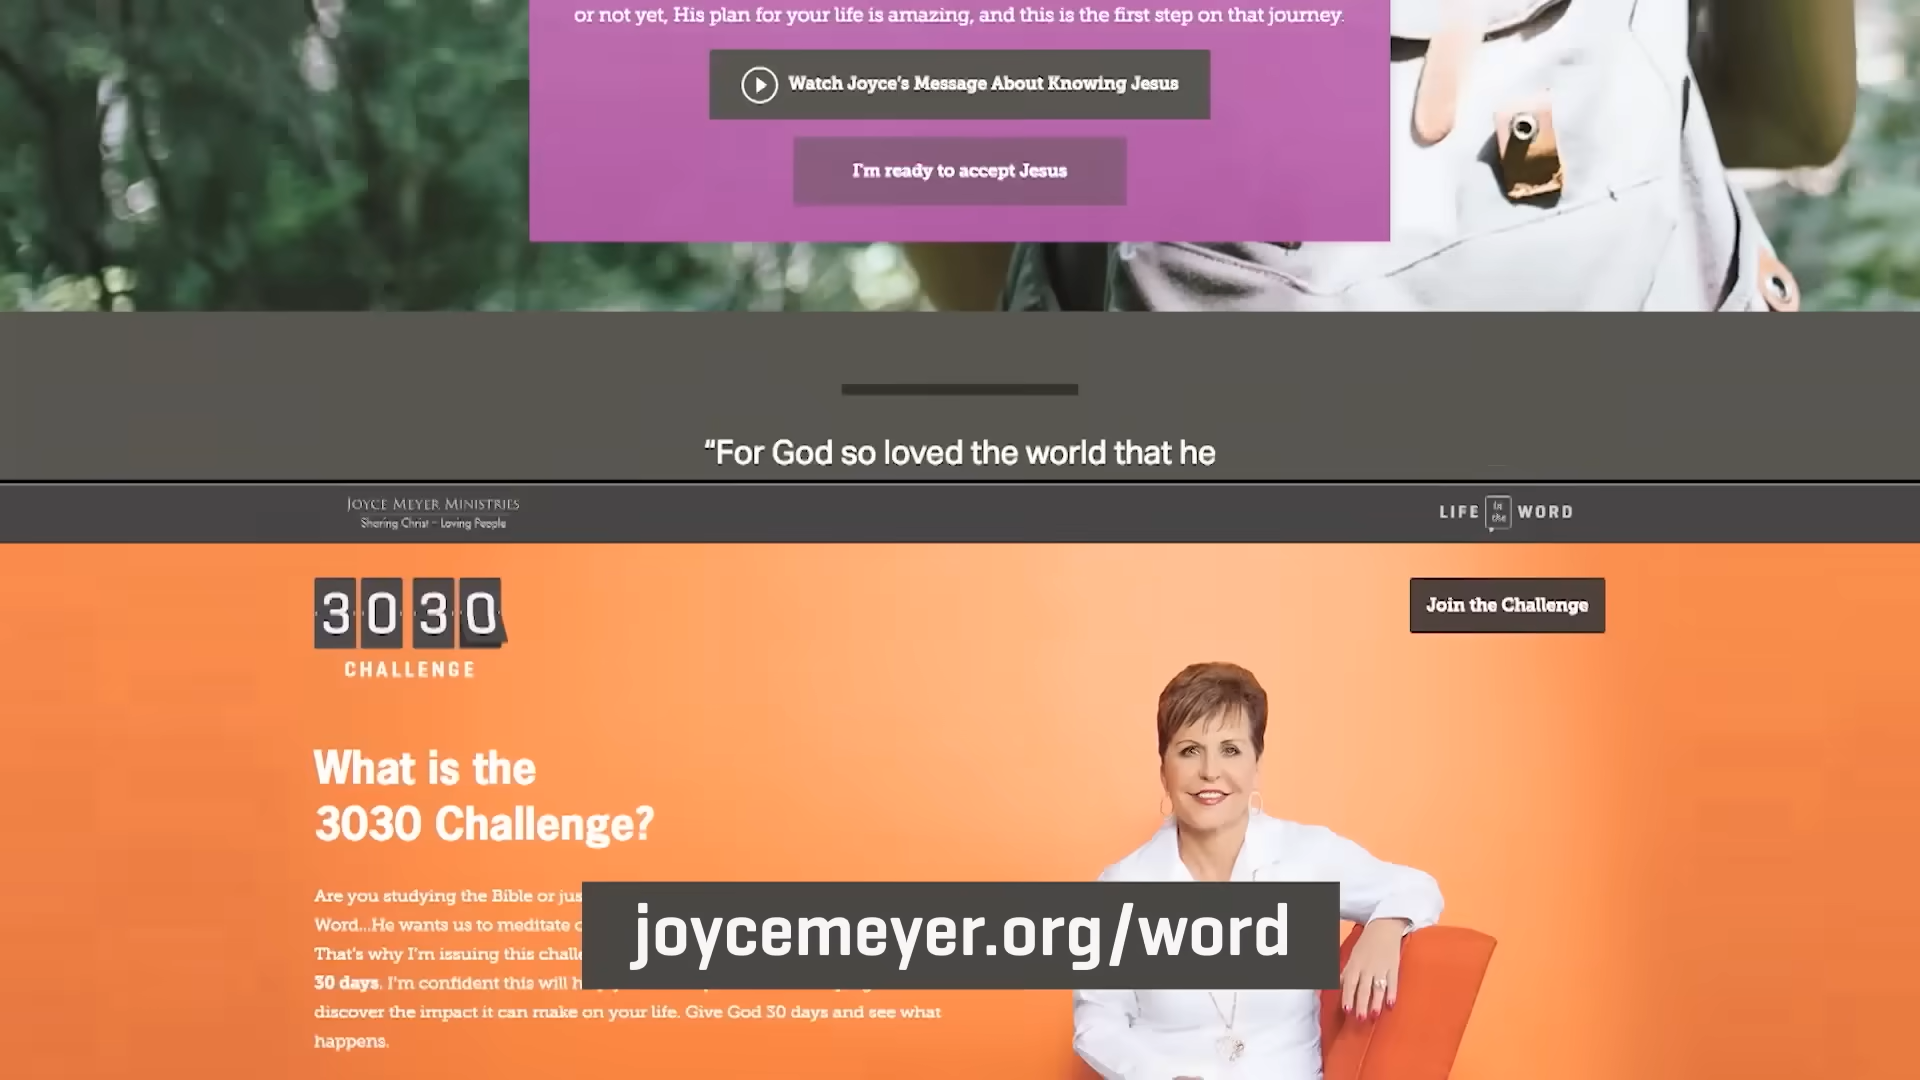 or not yet, His plan for your life is amazing, and this is the first step on that journey.
Watch Joyce's Message About Knowing Jesus
I'm ready to accept Jesus
“For God so loved the world that he
JOYCE MEYER MINISTRIES
Sharing Christ - Loving People
LIFE is the WORD
3030
CHALLENGE
Join the Challenge
What is the
3030 Challenge?
Are you studying the Bible or jus
Word...He wants us to meditate
That's why I'm issuing this chall
30 days. I'm confident this will
discover the impact it can make on your life. Give God 30 days and see what
happens.
joycemeyer.org/word